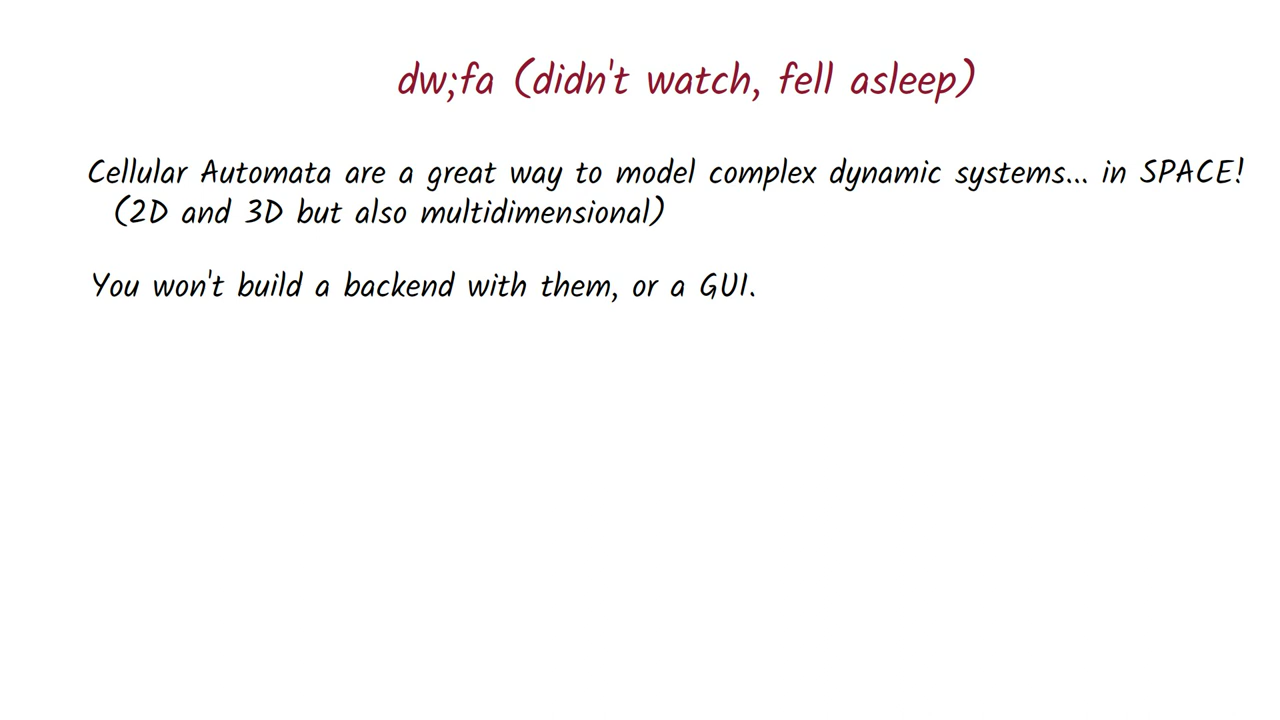 dw;fa (didn't watch, fell asleep)
Cellular Automata are a great way to model complex dynamic systems... in SPACE!
(2D and 3D but also multidimensional)
You won't build a backend with them, or a GUI.